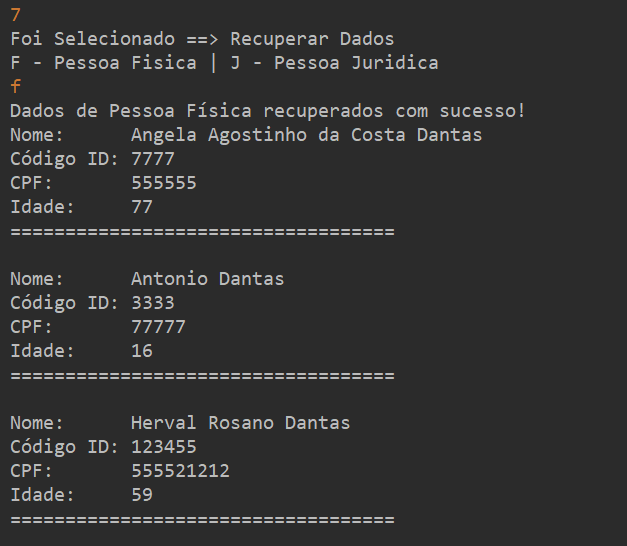 7
Foi Selecionado ==> Recuperar Dados
F - Pessoa Fisica | J - Pessoa Juridica
f
Dados de Pessoa Física recuperados com sucesso!
Nome:      Angela Agostinho da Costa Dantas
Código ID: 7777
CPF:       555555
Idade:     77
===================================
Nome:      Antonio Dantas
Código ID: 3333
CPF:       77777
Idade:     16
===================================
Nome:      Herval Rosano Dantas
Código ID: 123455
CPF:       555521212
Idade:     59
===================================